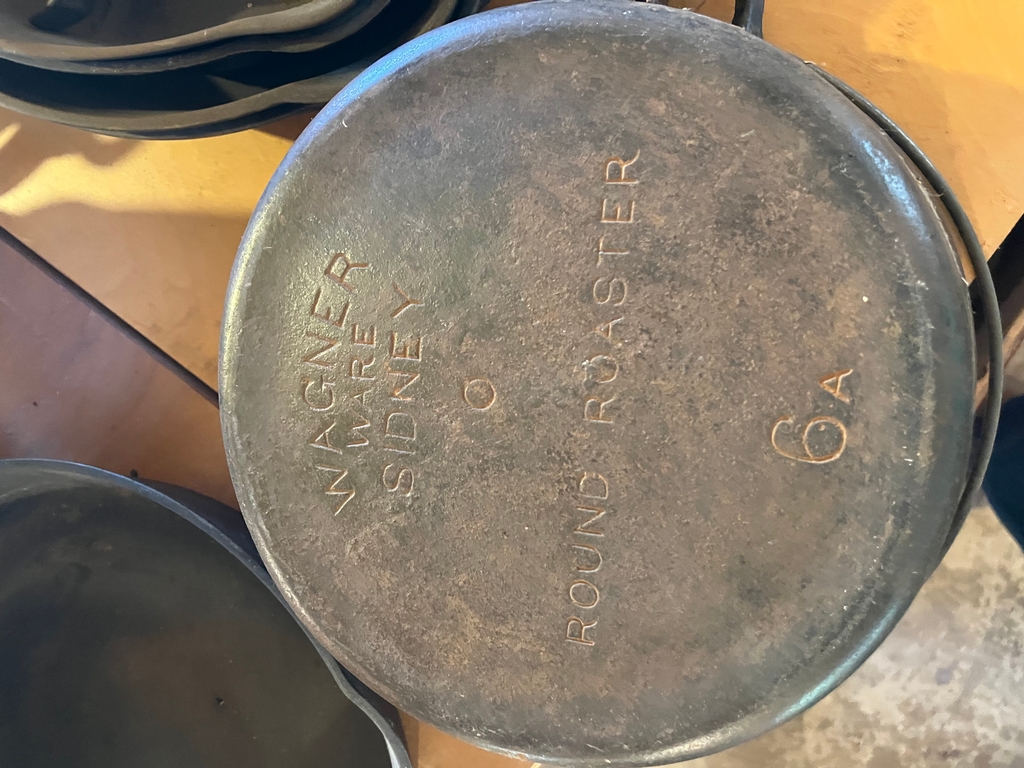 WAGNER
WARE
SIDNEY
O
ROUND ROASTER
6A